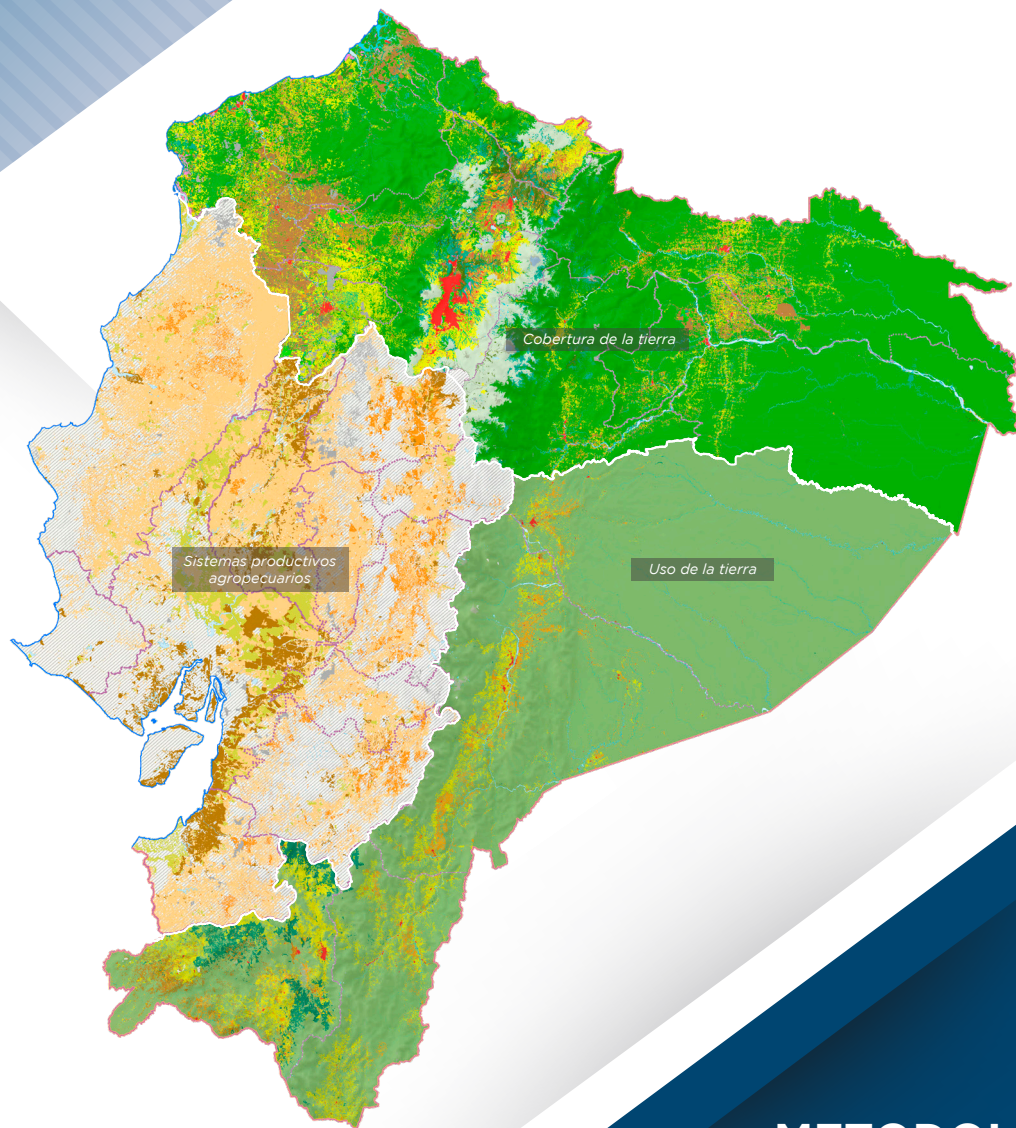 Cobertura de la tierra
Sistemas productivos
agropecuarios
Uso de la tierra